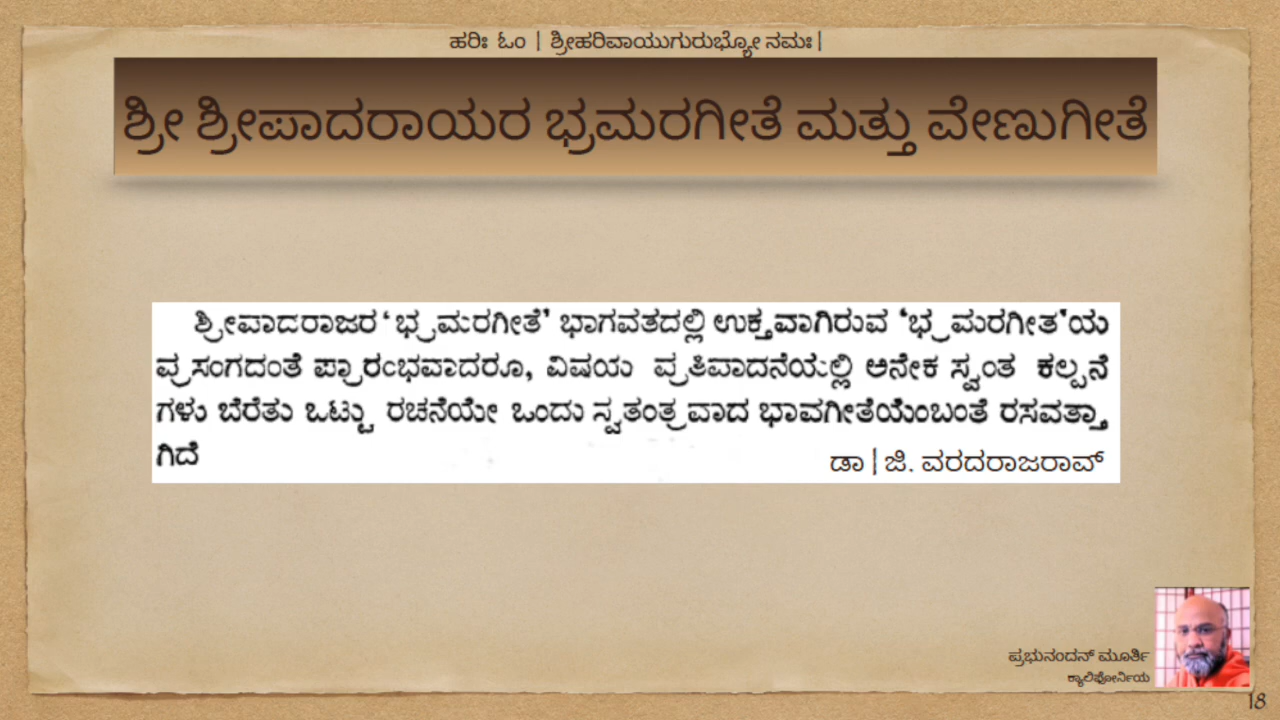 ಹರಿಃ ಓಂ | ಶ್ರೀಹರಿವಾಯುಗುರುಭ್ಯೋ ನಮಃ|
ಶ್ರೀ ಶ್ರೀಪಾದರಾಯರ ಭ್ರಮರಗೀತೆ ಮತ್ತು ವೇಣುಗೀತೆ
ಶ್ರೀಪಾದರಾಜರ ‘ಭ್ರಮರಗೀತೆ’ ಭಾಗವತದಲ್ಲಿ ಉಕ್ತವಾಗಿರುವ ‘ಭ್ರಮರಗೀತ’ಯ
ಪ್ರಸಂಗದಂತೆ ಪ್ರಾರಂಭವಾದರೂ, ವಿಷಯ ಪ್ರತಿಪಾದನೆಯಲ್ಲಿ ಅನೇಕ ಸ್ವಂತ ಕಲ್ಪನೆ
ಗಳು ಬೆರೆತು ಒಟ್ಟು ರಚನೆಯೇ ಒಂದು ಸ್ವತಂತ್ರವಾದ ಭಾವಗೀತೆಯೆಂಬಂತೆ ರಸವತ್ತಾ
ಗಿದೆ
ಡಾ | ಜಿ. ವರದರಾಜರಾವ್
ಪ್ರಭುನಂದನ್ ಮೂರ್ತಿ
ಕ್ಯಾಲಿಫೋರ್ನಿಯ
18